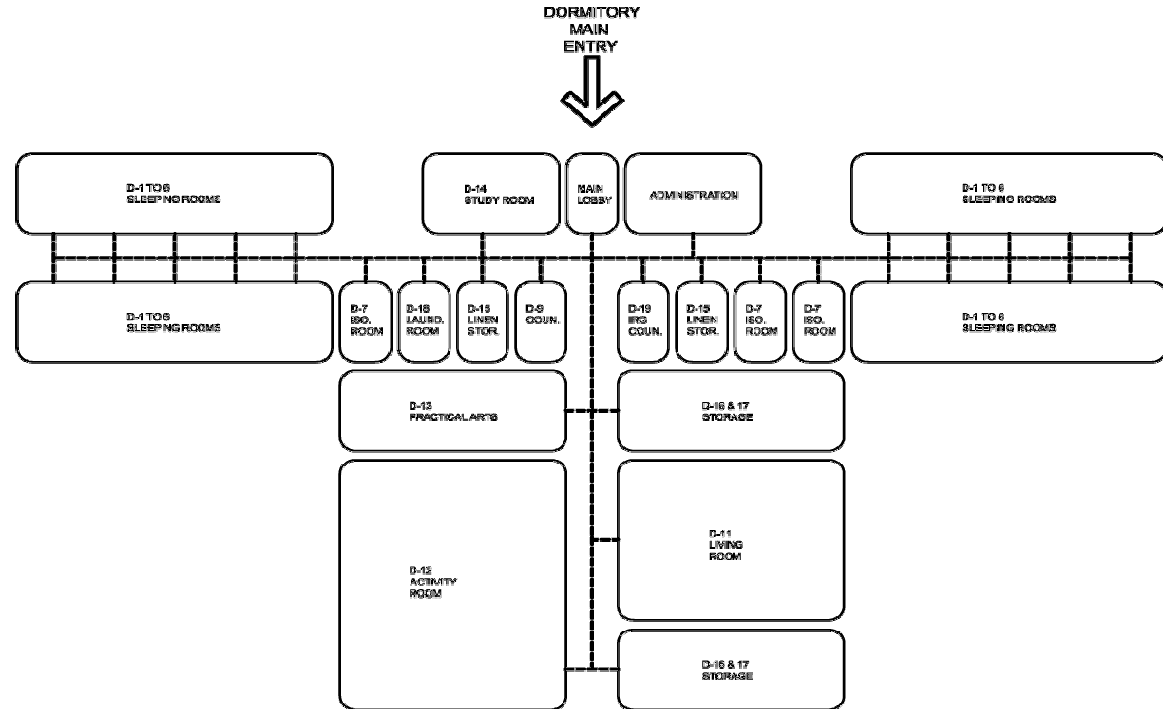 DORMITORY
MAIN
ENTRY
D-1 TO 6
SLEEPING ROOMS
D-14
STUDY ROOM
MAIN
LOBBY
ADMINISTRATION
D-1 TO 6
SLEEPING ROOMS
D-1 TO 6
SLEEPING ROOMS
D-7
ISO.
ROOM
D-18
LAUND.
ROOM
D-15
LINEN
STOR.
D-9
COUN.
D-19
COUN.
D-15
LINEN
STOR.
D-7
ISO.
ROOM
D-7
ISO.
ROOM
D-1 TO 6
SLEEPING ROOMS
D-13
PRACTICAL ARTS
D-16 & 17
STORAGE
D-12
ACTIVITY
ROOM
D-11
LIVING
ROOM
D-16 & 17
STORAGE